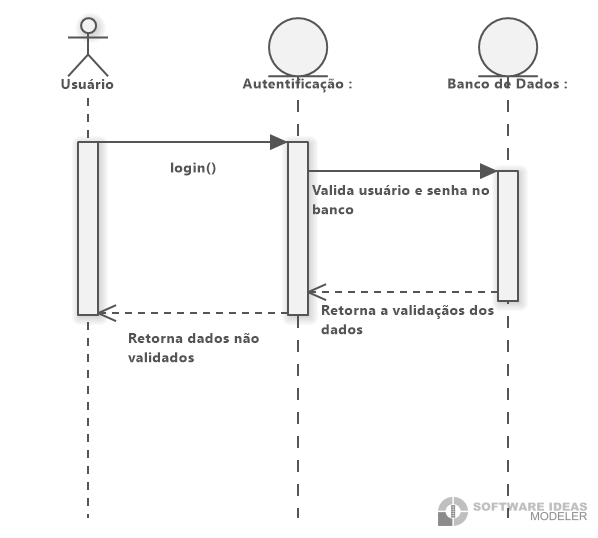 Usuário
Autentificação :
Banco de Dados :
login()
Valida usuário e senha no
banco
Retorna a validaçãos dos
dados
Retorna dados não
validados
SOFTWARE IDEAS
MODELER